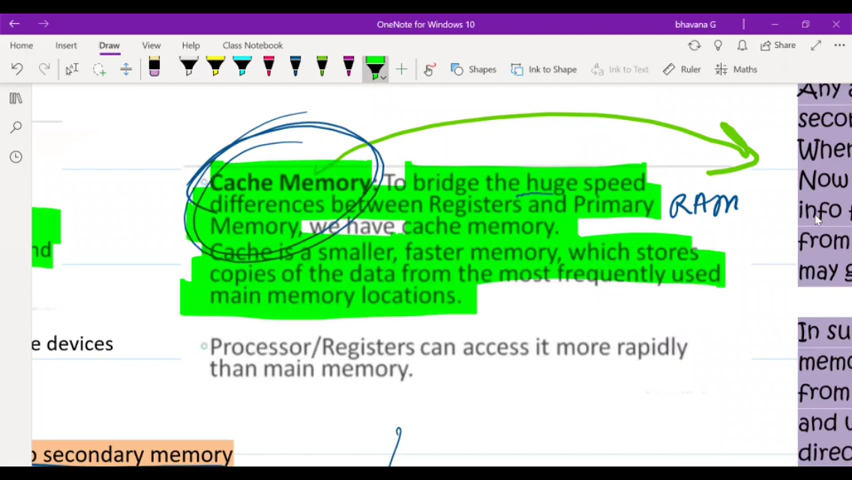 OneNote for Windows 10
bhavana G
Home Insert Draw View Help Class Notebook
Share
Shapes Ink to Shape Ink to Text Ruler Maths
Cache Memory: To bridge the huge speed
differences between Registers and Primary
Memory, we have cache memory.
RAM
Cache is a smaller, faster memory, which stores
copies of the data from the most frequently used
main memory locations.
Processor/Registers can access it more rapidly
than main memory.
nd
e devices
o secondary memory
Any a
secon
When
Now
info f
from
may g
In su
memo
from
and u
direc